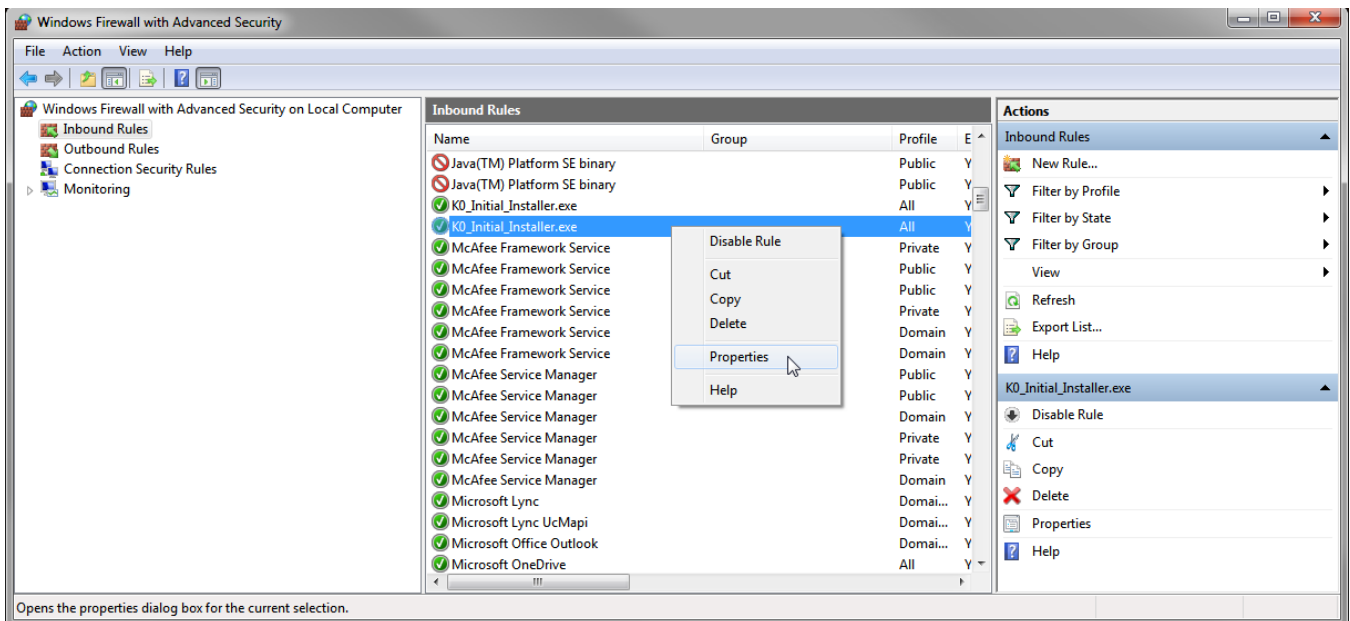 Windows Firewall with Advanced Security
File Action View Help
Windows Firewall with Advanced Security on Local Computer
Inbound Rules
Outbound Rules
Connection Security Rules
Monitoring
Inbound Rules
Name Group Profile E
Java(TM) Platform SE binary Public Y
Java(TM) Platform SE binary Public Y
K0_Initial_Installer.exe All Y
K0_Initial_Installer.exe All Y
McAfee Framework Service Private Y
McAfee Framework Service Public Y
McAfee Framework Service Public Y
McAfee Framework Service Private Y
McAfee Framework Service Domain Y
McAfee Framework Service Domain Y
McAfee Service Manager Public Y
McAfee Service Manager Public Y
McAfee Service Manager Domain Y
McAfee Service Manager Private Y
McAfee Service Manager Private Y
McAfee Service Manager Domain Y
Microsoft Lync Domai... Y
Microsoft Lync UcMapi Domai... Y
Microsoft Office Outlook Domai... Y
Microsoft OneDrive All Y
Disable Rule
Cut
Copy
Delete
Properties
Help
Actions
Inbound Rules
New Rule...
Filter by Profile
Filter by State
Filter by Group
View
Refresh
Export List...
Help
K0_Initial_Installer.exe
Disable Rule
Cut
Copy
Delete
Properties
Help
Opens the properties dialog box for the current selection.